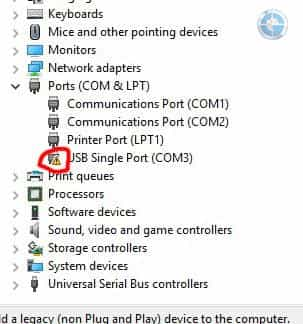 Keyboards
Mice and other pointing devices
Monitors
Network adapters
Ports (COM & LPT)
Communications Port (COM1)
Communications Port (COM2)
Printer Port (LPT1)
USB Single Port (COM3)
Print queues
Processors
Software devices
Sound, video and game controllers
Storage controllers
System devices
Universal Serial Bus controllers
ld a legacy (non Plug and Play) device to the computer.